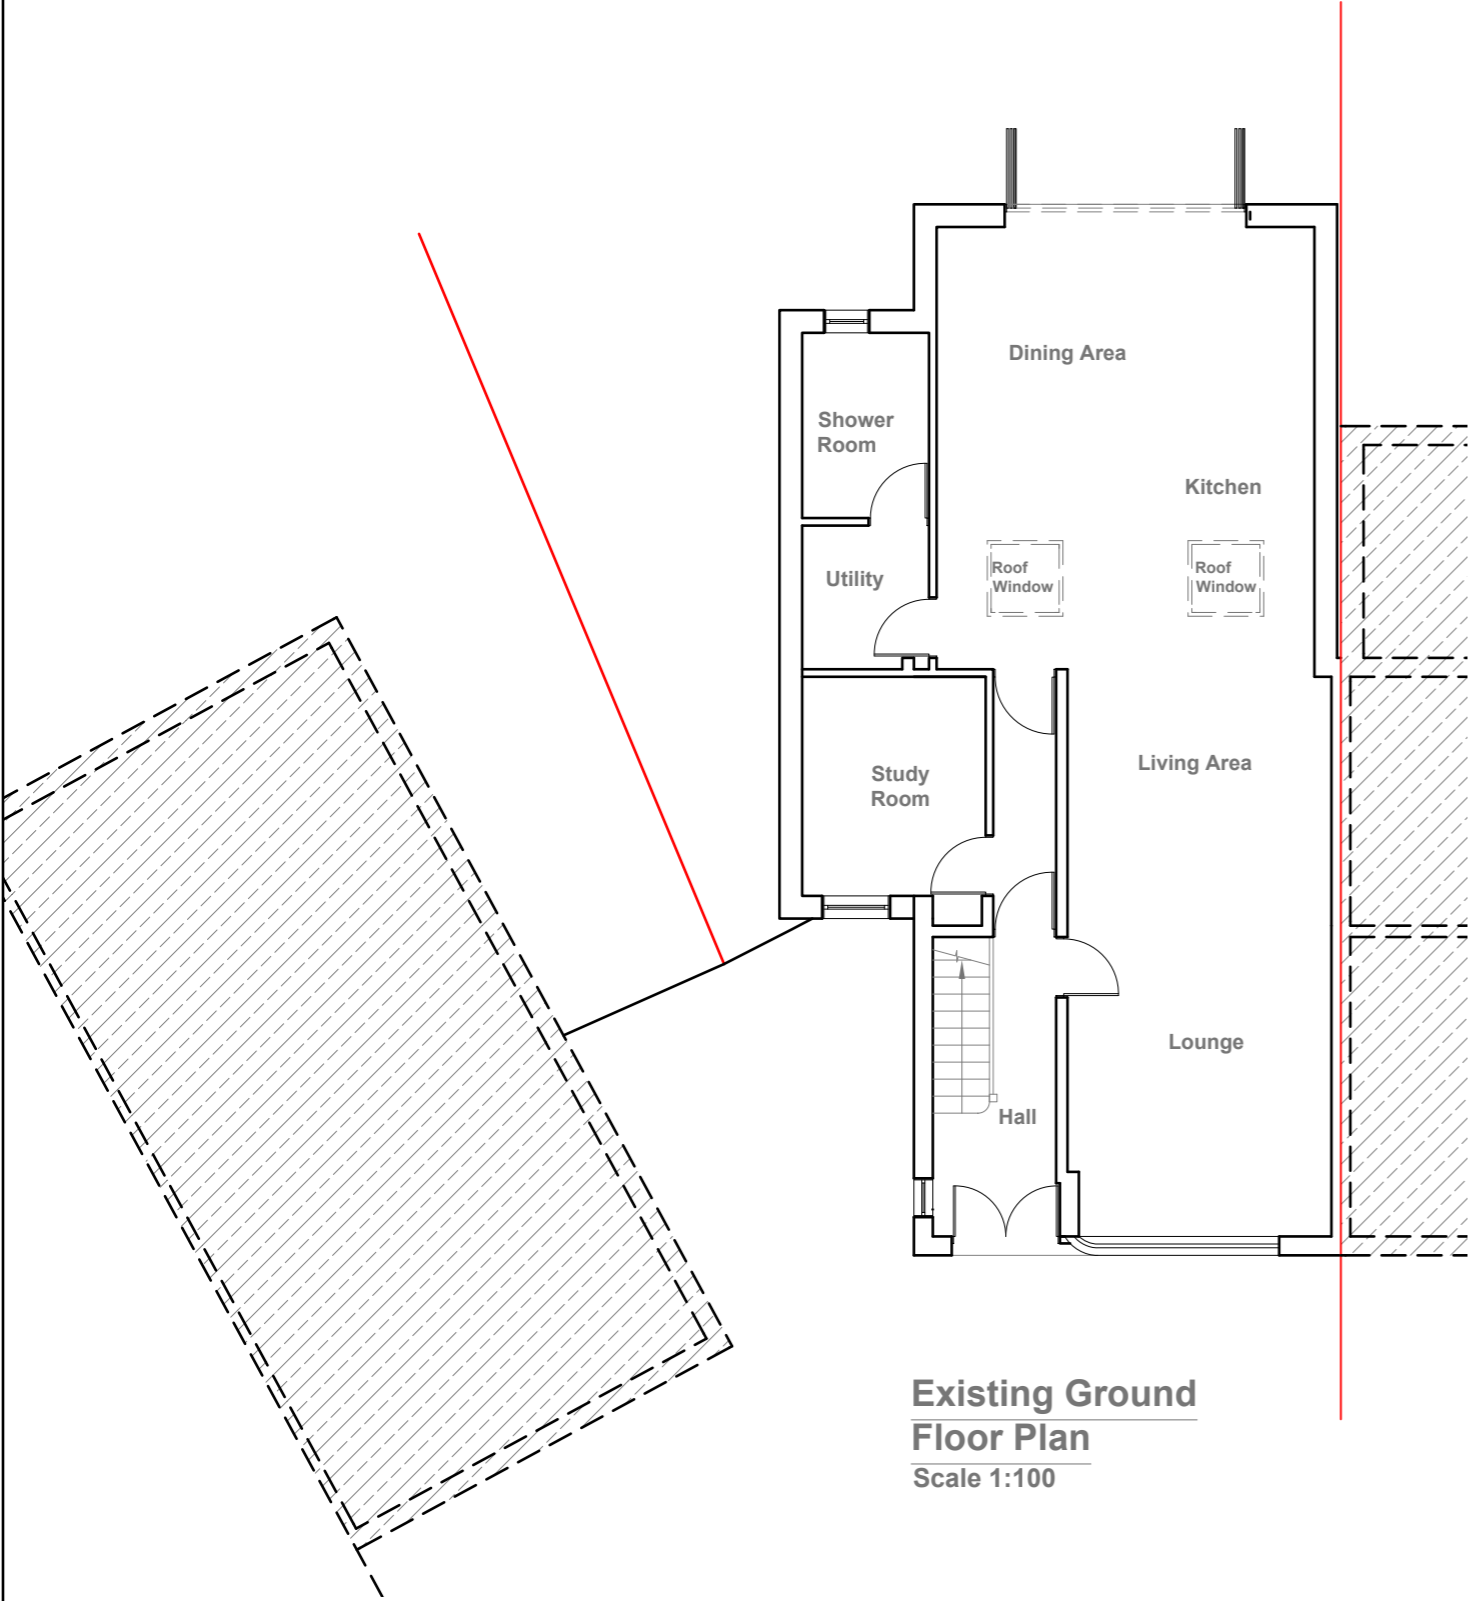 Dining Area
Shower
Room
Kitchen
Utility
Roof
Window
Roof
Window
Study
Room
Living Area
Lounge
Hall
Existing Ground
Floor Plan
Scale 1:100